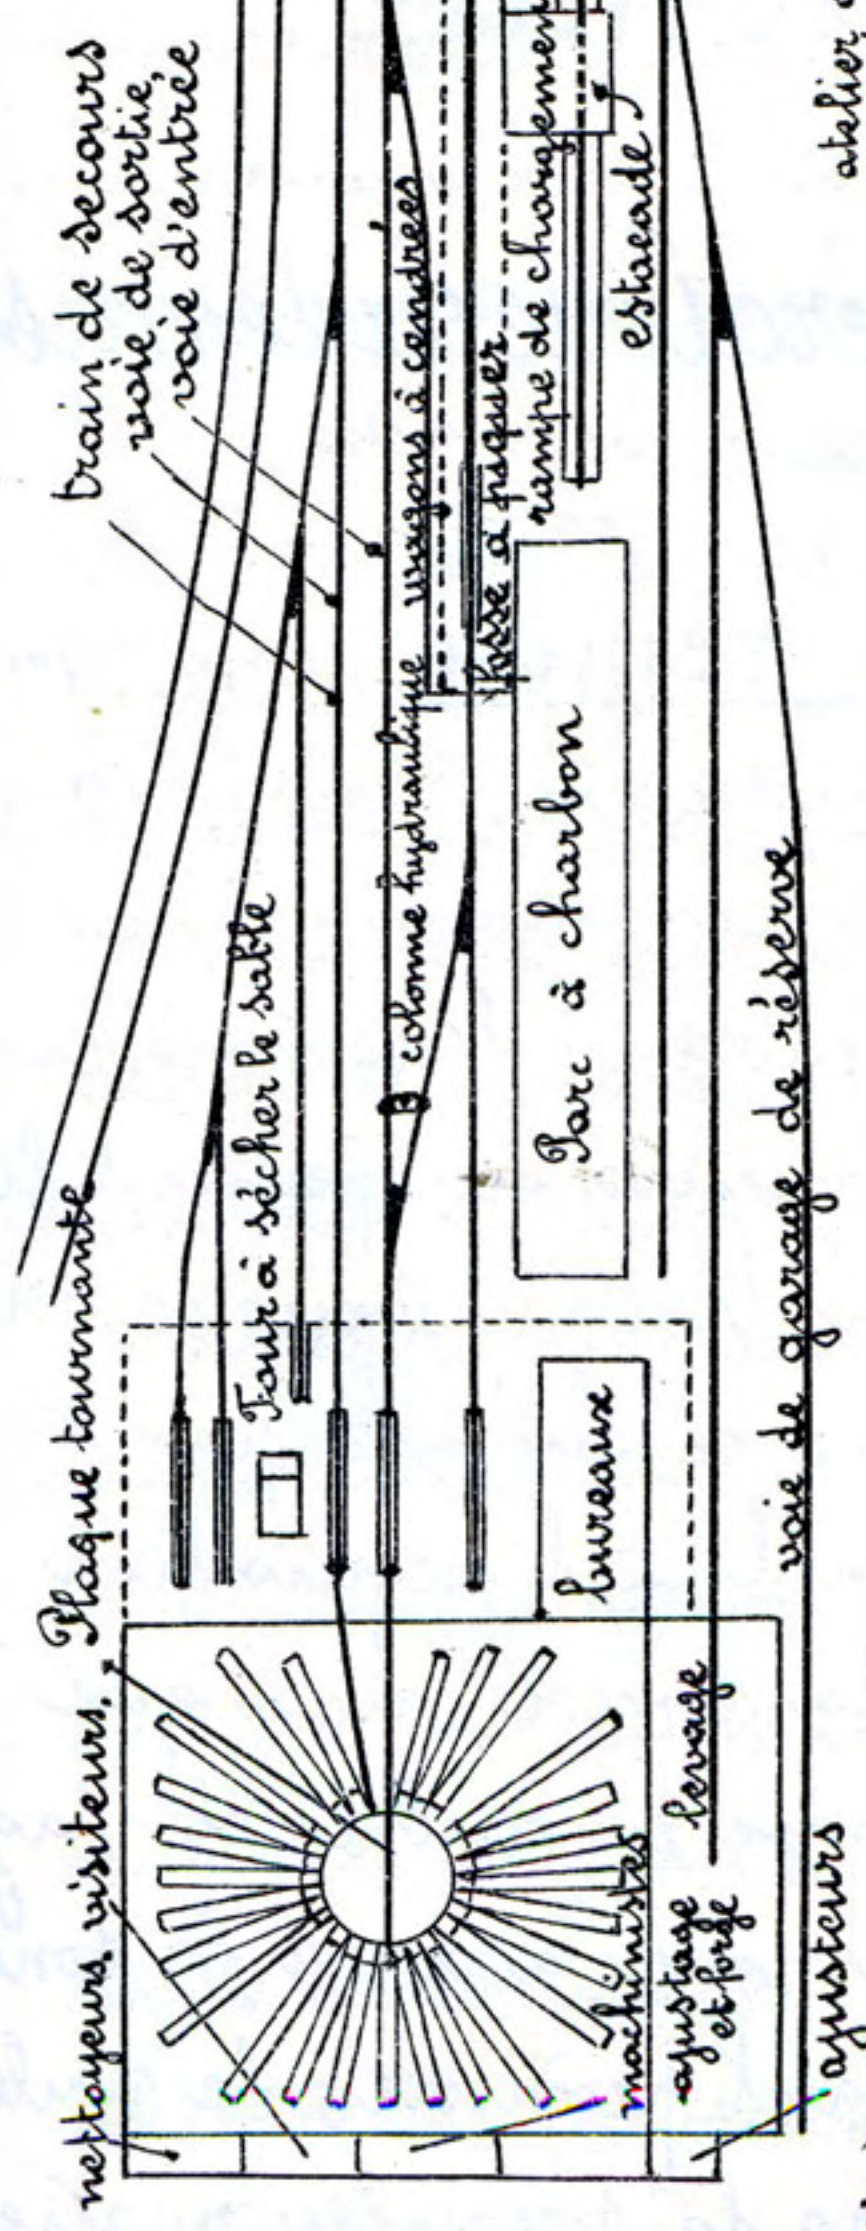 train de secours
voie de sortie,
voie d'entrée
wagons à cendrées
fosse à piquer
rampe de chargement
estacade
atelier
colonne hydraulique
Plaque tournante
Four à sécher le sable
Parc à charbon
voie de garage de réserve
bureaux
nettoyeurs, visiteurs,
machinistes
ajustage
et forge
levage
ajusteurs